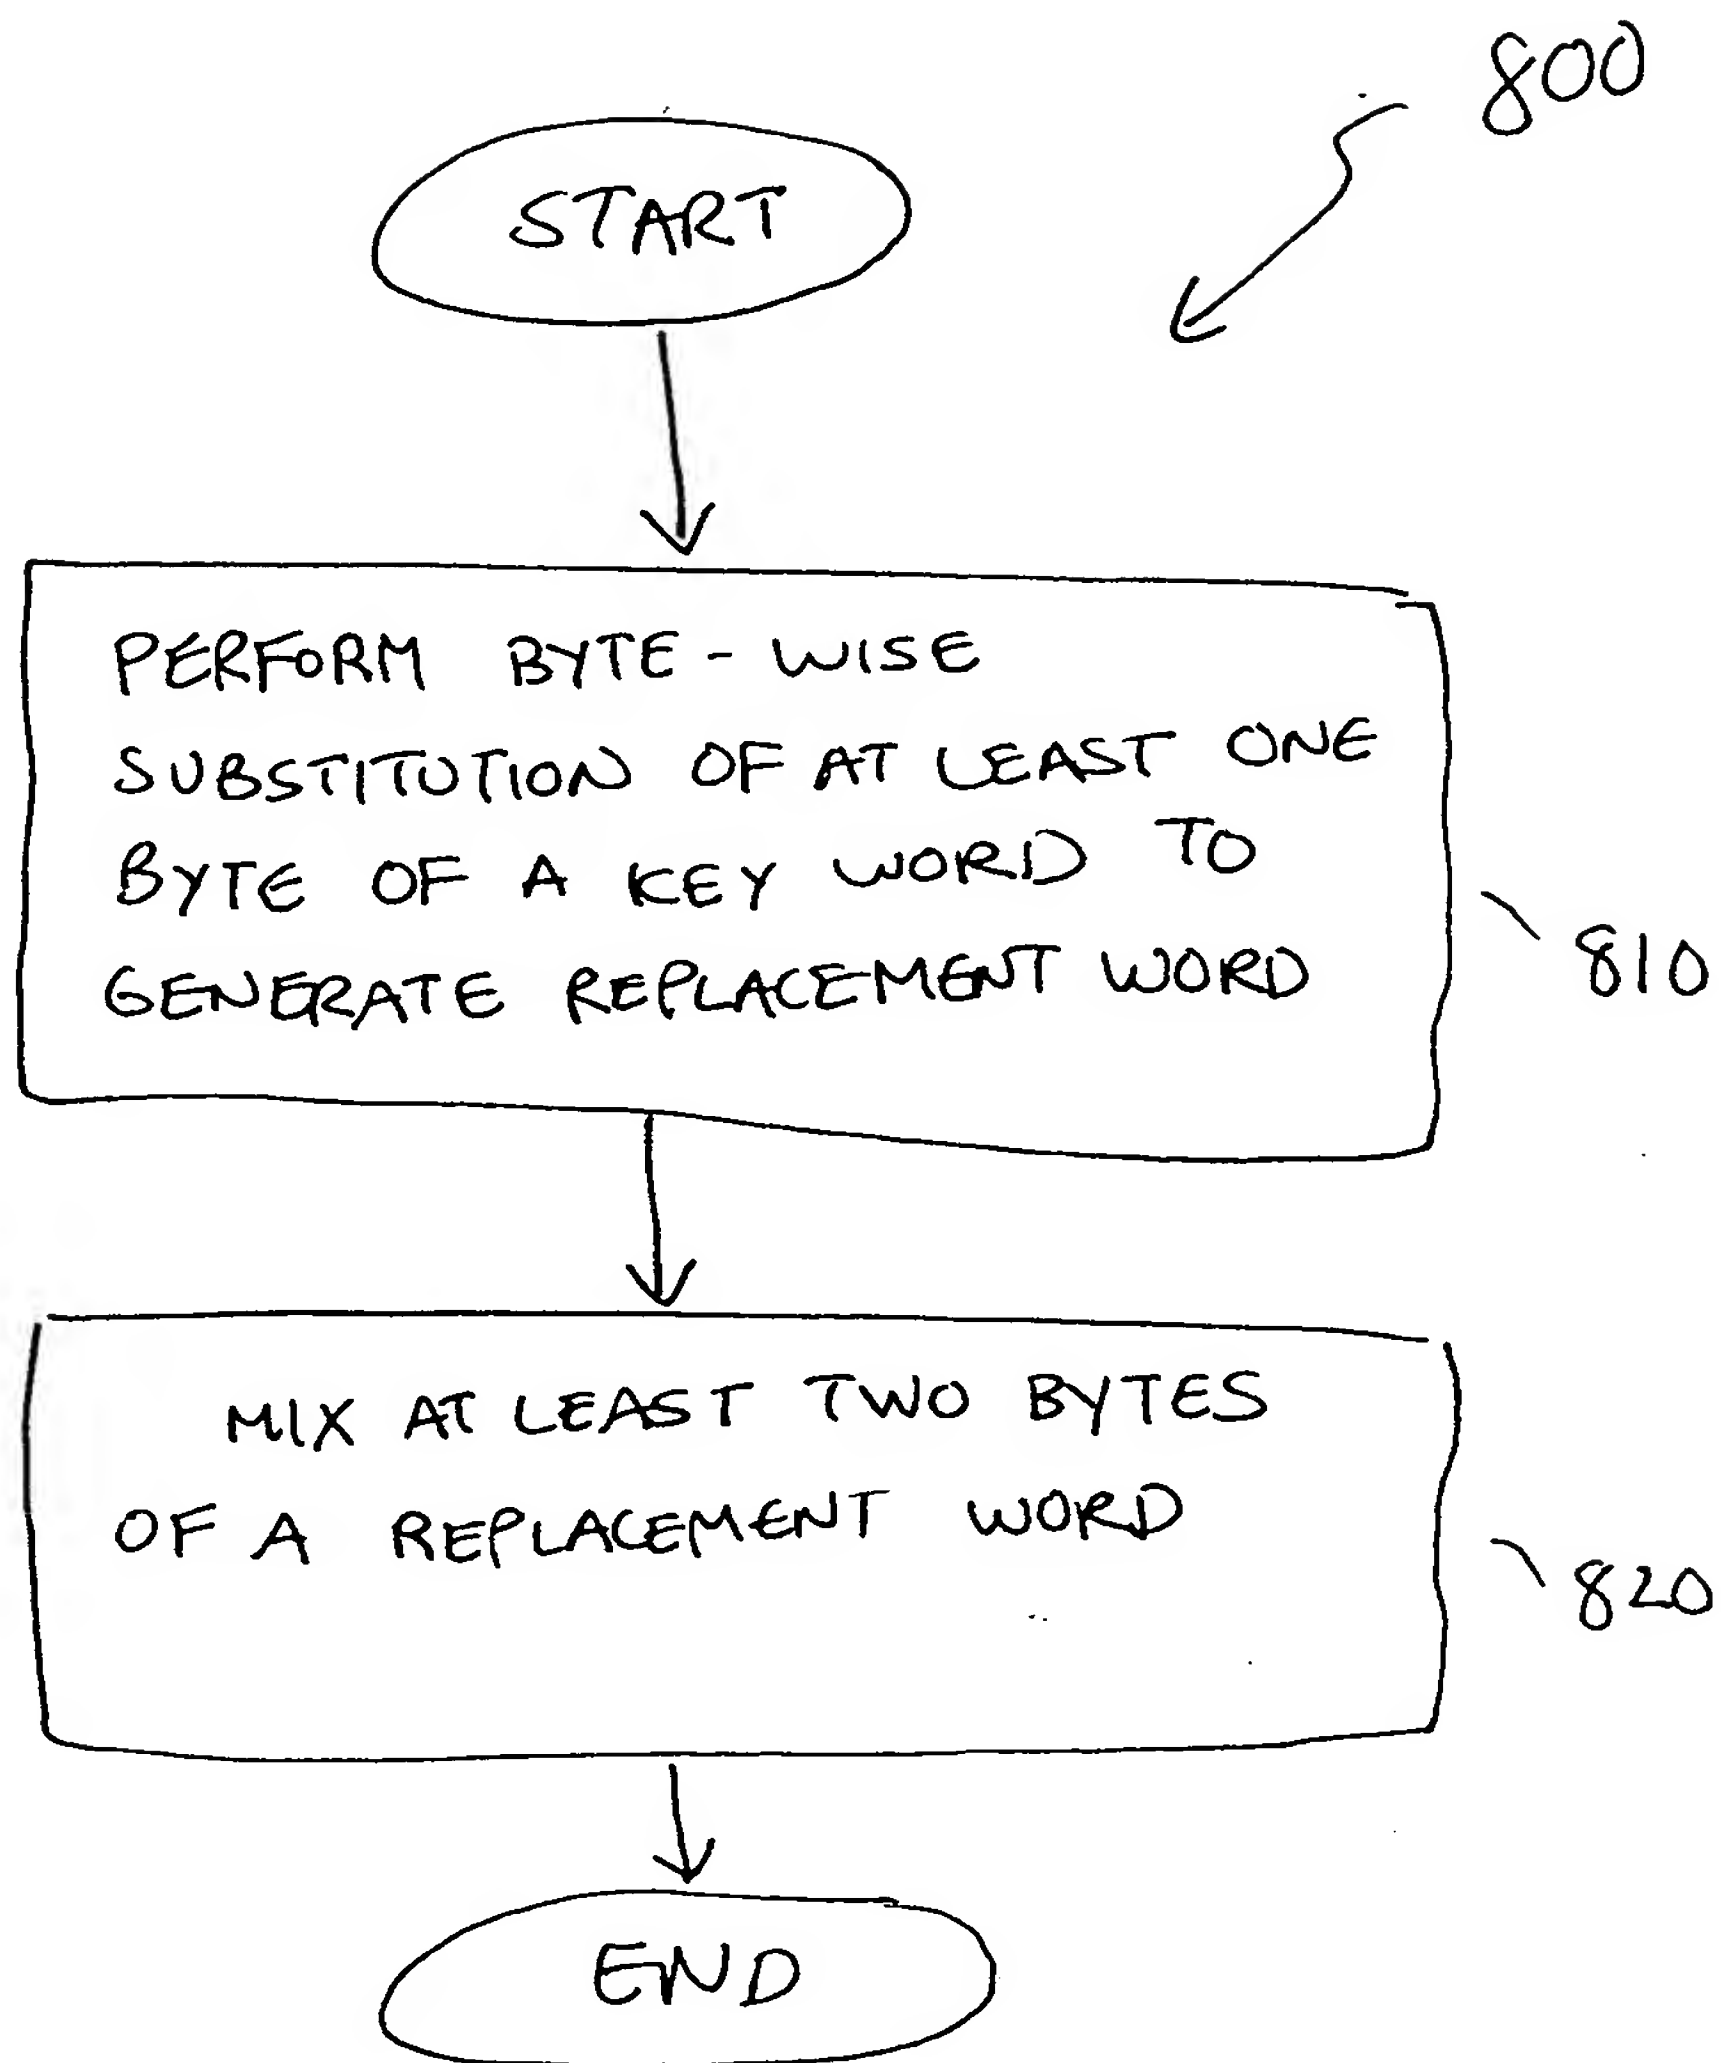 800
START
PERFORM BYTE-WISE
SUBSTITUTION OF AT LEAST ONE
BYTE OF A KEY WORD TO
GENERATE REPLACEMENT WORD
810
MIX AT LEAST TWO BYTES
OF A REPLACEMENT WORD
820
END